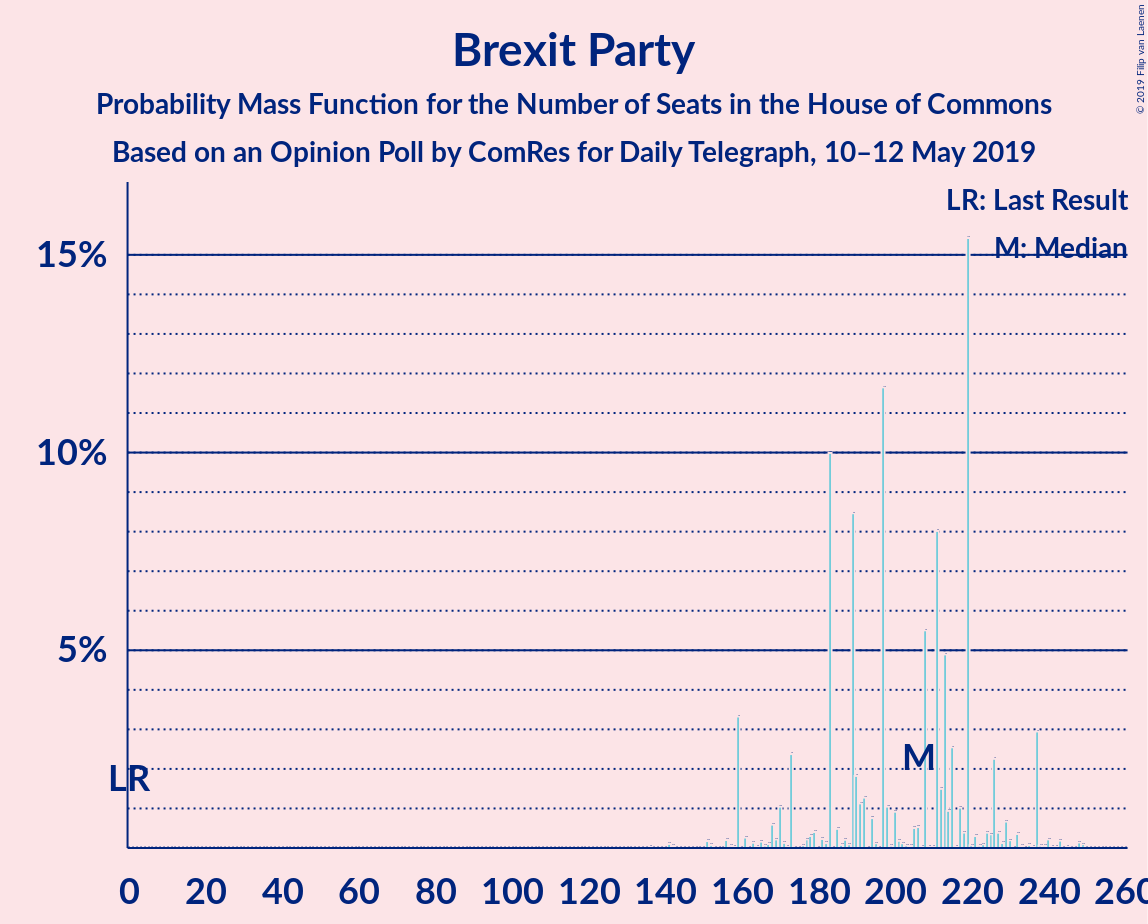 Brexit Party
Probability Mass Function for the Number of Seats in the House of Commons
Based on an Opinion Poll by ComRes for Daily Telegraph, 10–12 May 2019
© 2019 Filip van Laenen
LR: Last Result
M: Median
15%
10%
5%
M
LR
0 20 40 60 80 100 120 140 160 180 200 220 240 260